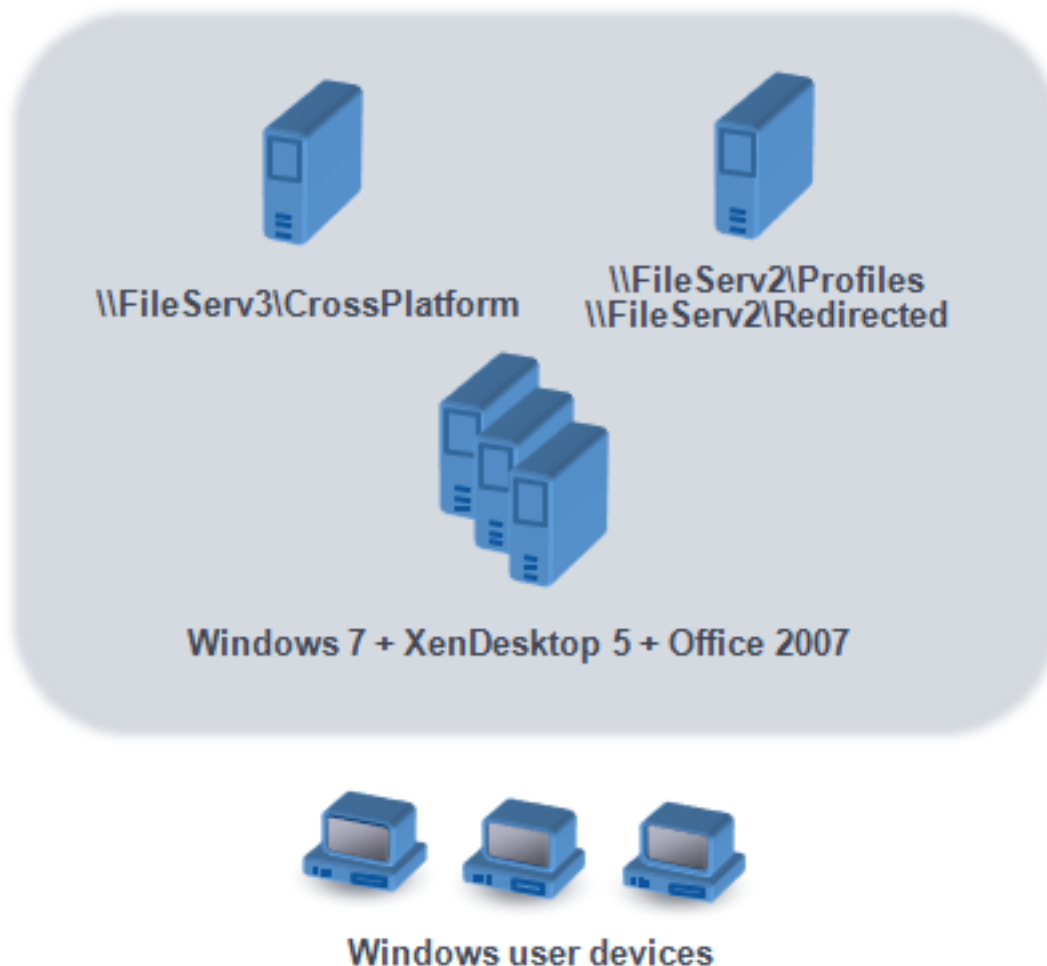 \\FileServ3\CrossPlatform
\\FileServ2\Profiles
\\FileServ2\Redirected
Windows 7 + XenDesktop 5 + Office 2007
Windows user devices